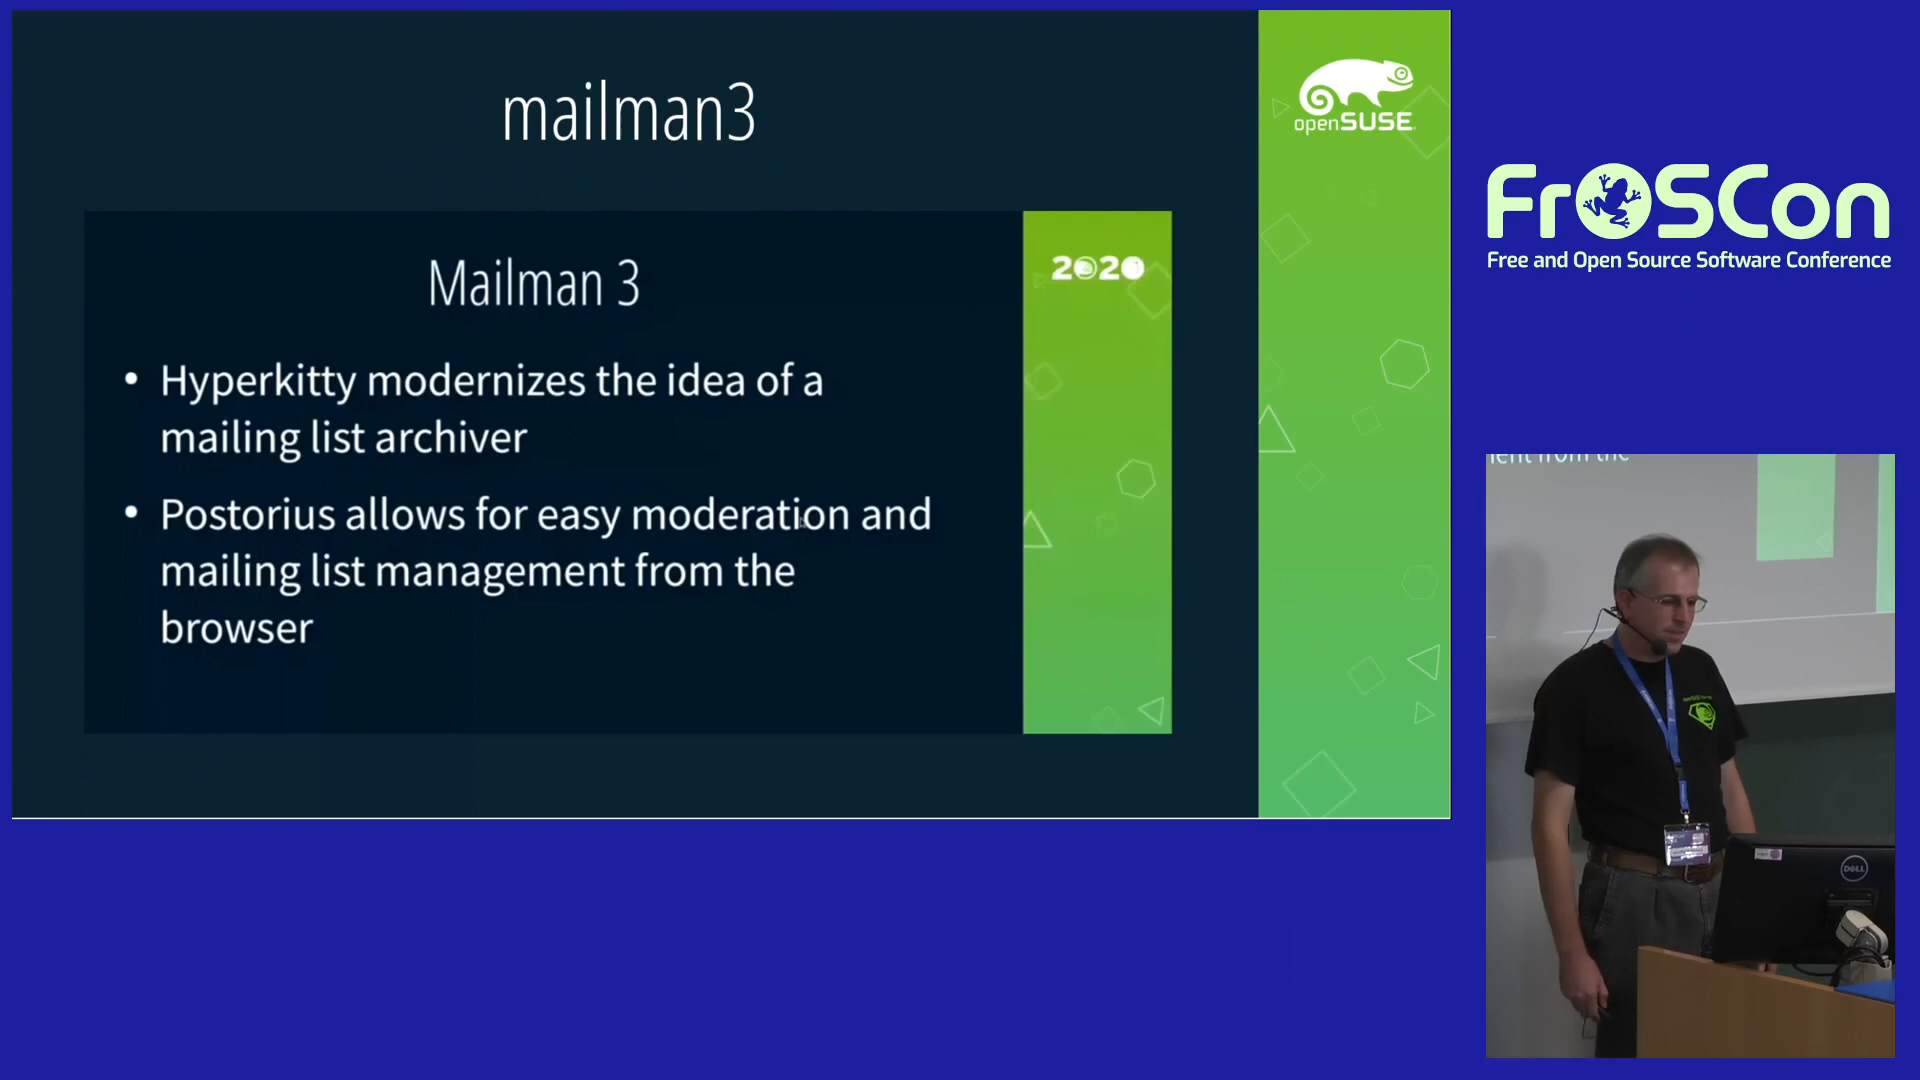 mailman3
openSUSE
Mailman 3
2020
• Hyperkitty modernizes the idea of a
mailing list archiver
• Postorius allows for easy moderation and
mailing list management from the
browser
FrOSCon
Free and Open Source Software Conference
DELL